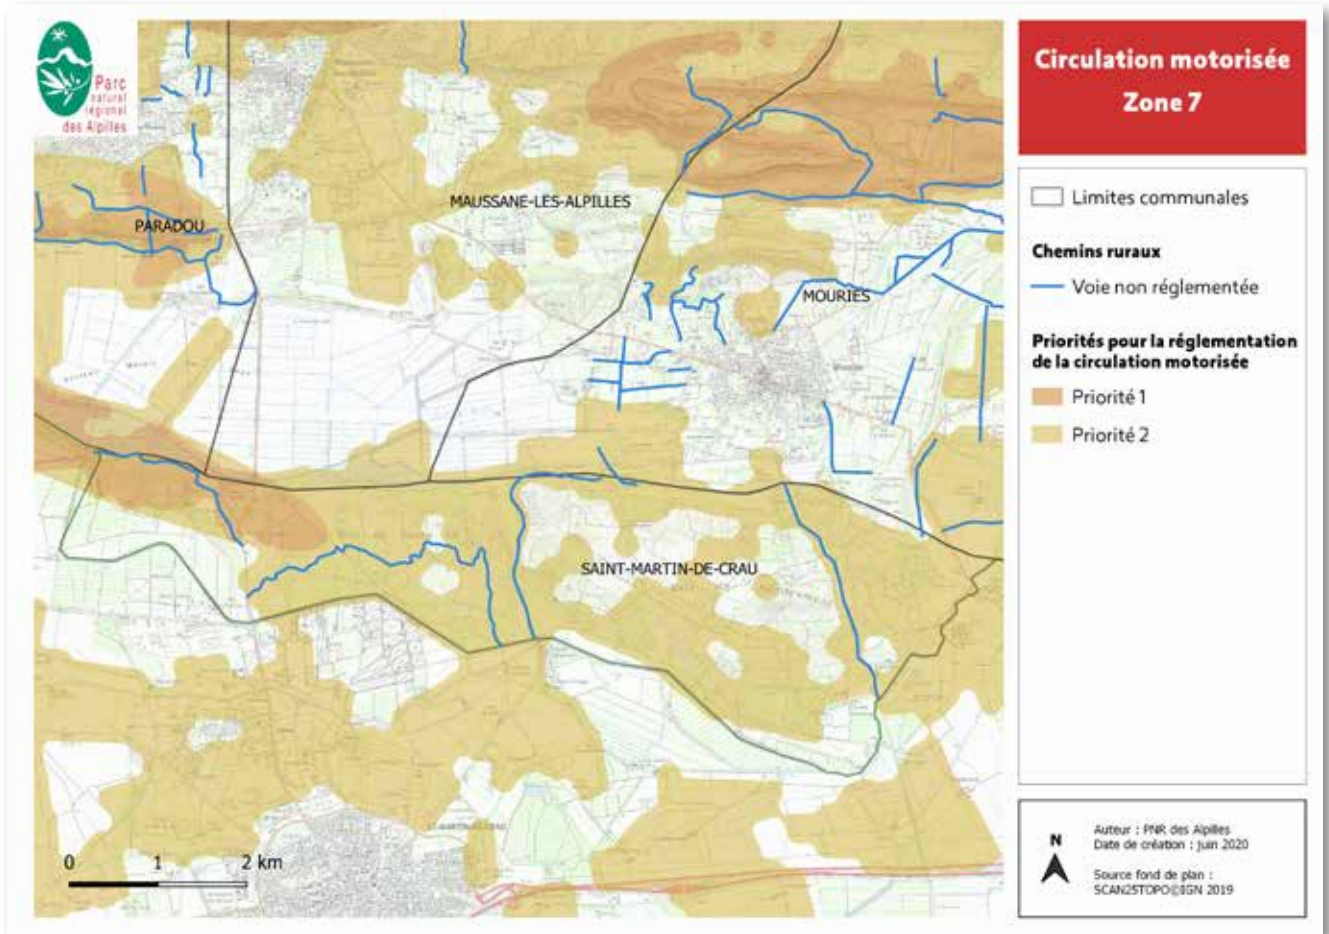 Parc
naturel
régional
des Alpilles
Circulation motorisée
Zone 7
Limites communales
Chemins ruraux
Voie non réglementée
Priorités pour la réglementation
de la circulation motorisée
Priorité 1
Priorité 2
MAUSSANE-LES-ALPILLES
PARADOU
MOURIES
SAINT-MARTIN-DE-CRAU
0 1 2 km
N
Auteur : PNR des Alpilles
Date de création : juin 2020
Source fond de plan :
SCAN25TOPO©IGN 2019